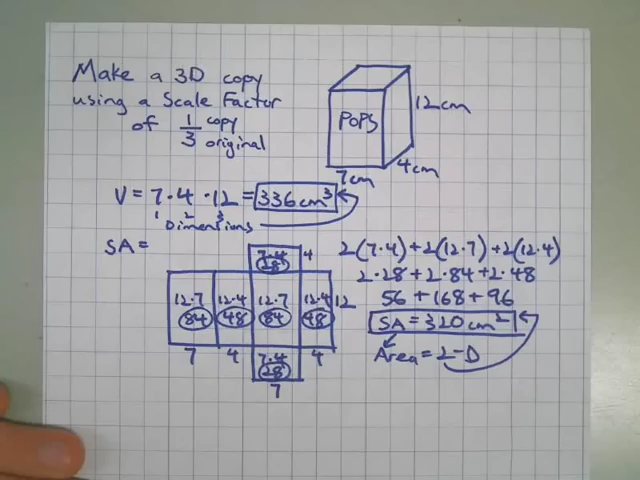 Make a 3D copy
using a Scale Factor
of 1/3 copy original
POPS
12cm
4cm
7cm
V = 7·4·12 = 336cm³
1 2 3
Dimensions
SA =
7·4
28
4
12·7 12·4 12·7 12·4 12
84 48 84 48
7 4 7·4 4
28
7
2(7·4)+2(12·7)+2(12·4)
2·28+2·84+2·48
56+168+96
SA=320cm²
Area = 2-D